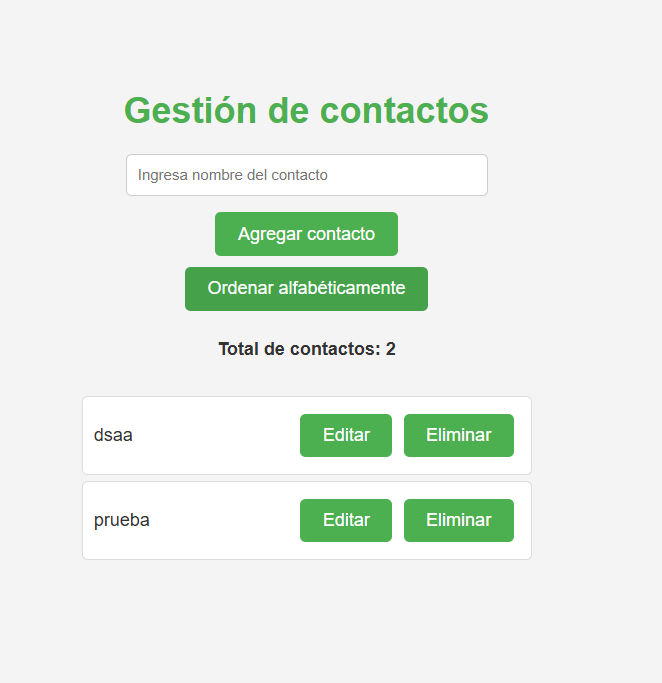 Gestión de contactos
Ingresa nombre del contacto
Agregar contacto
Ordenar alfabéticamente
Total de contactos: 2
dsaa Editar Eliminar
prueba Editar Eliminar